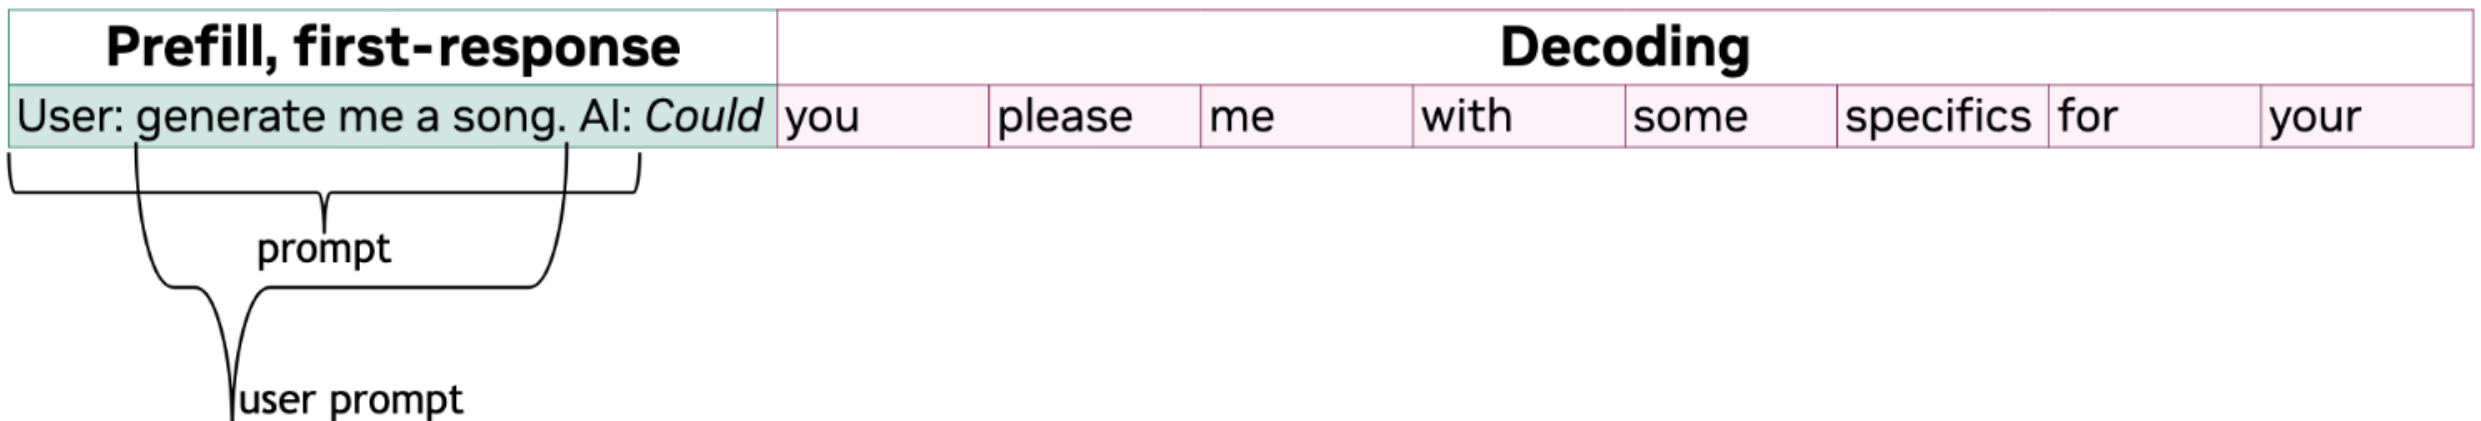 Prefill, first-response Decoding
User: generate me a song. AI: Could you please me with some specifics for your
prompt
user prompt